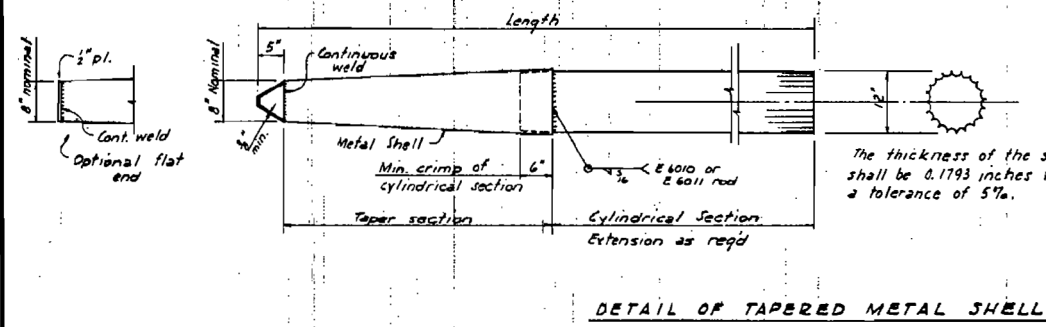 Length
8" nominal
1/2" pl.
Cont. weld
Optional flat
end
8" Nominal
5"
Continuous
weld
min.
Metal Shell
Min. crimp of
cylindrical section
6"
3/16
E 6010 or
E 6011 rod
12"
The thickness of the s
shall be 0.1793 inches
a tolerance of 5%.
Taper section
Cylindrical Section
Extension as req'd
DETAIL OF TAPERED METAL SHELL